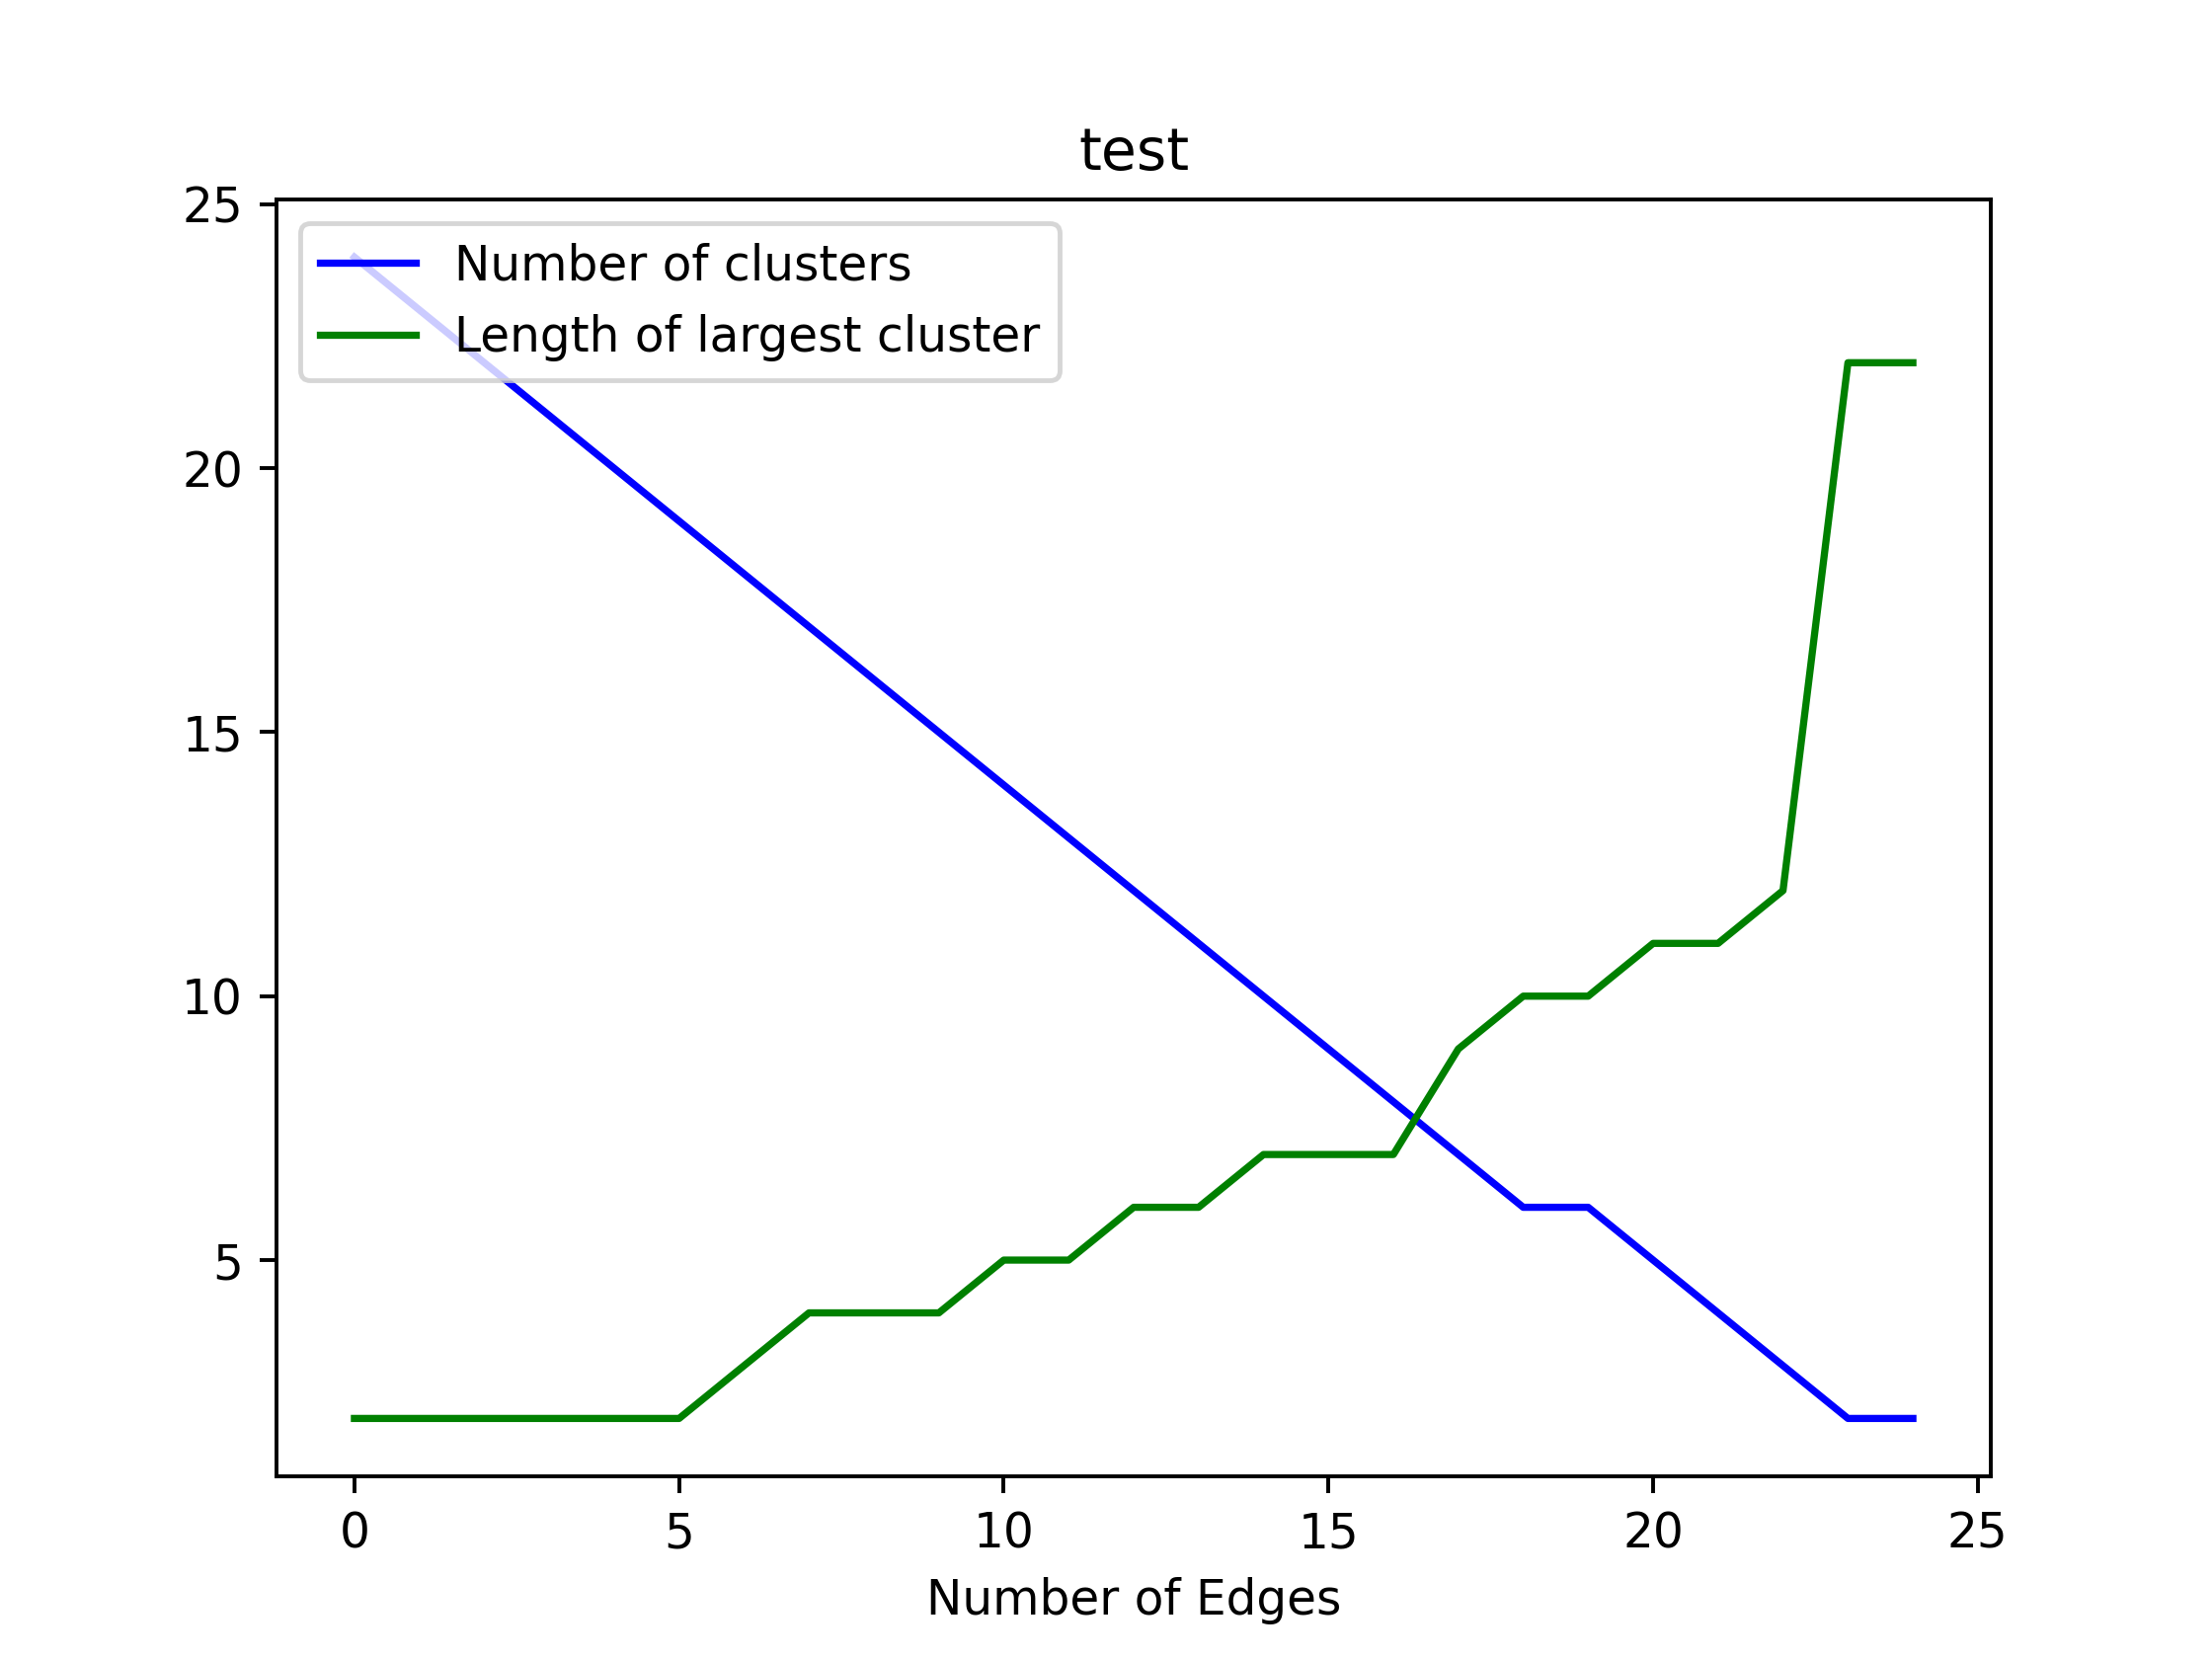 test
25
Number of clusters
Length of largest cluster
20
15
10
5
0 5 10 15 20 25
Number of Edges